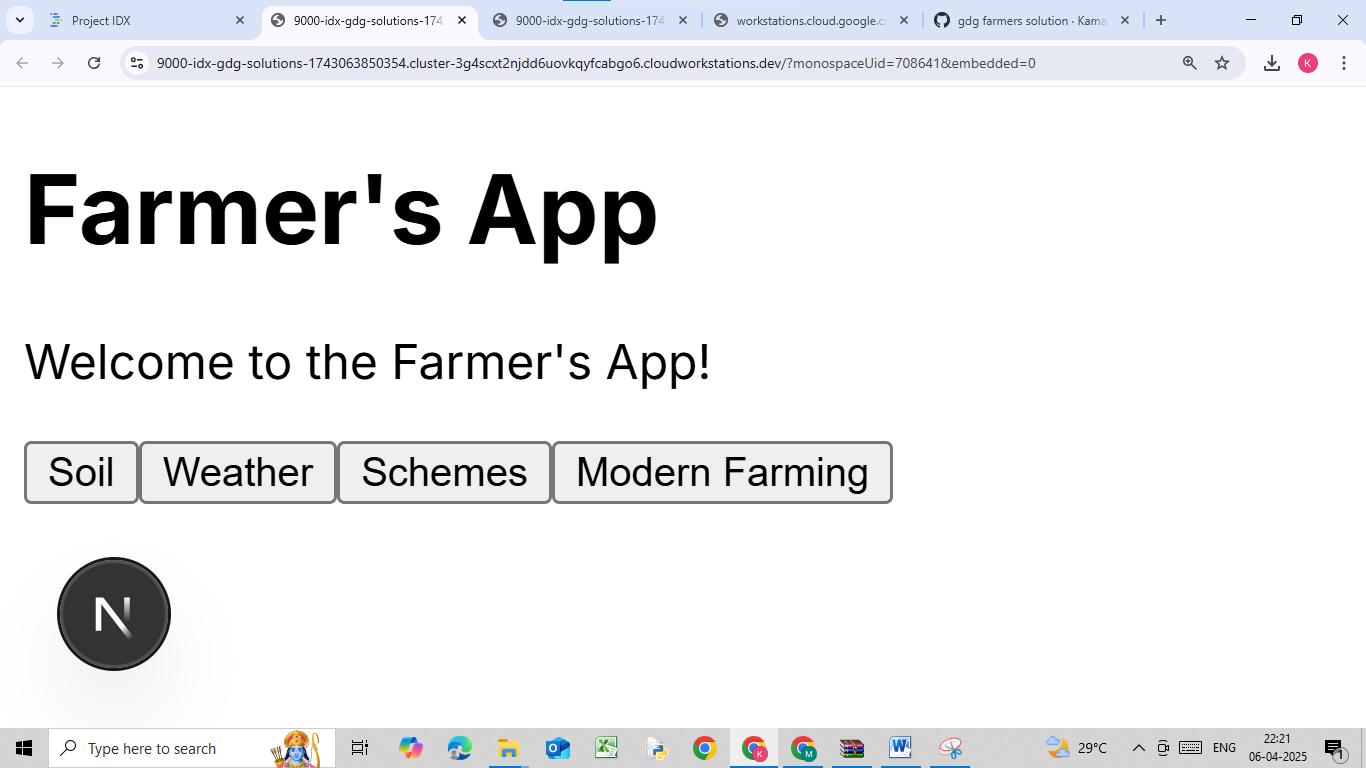 Project IDX
9000-idx-gdg-solutions-174
9000-idx-gdg-solutions-174
workstations.cloud.google.c
gdg farmers solution · Kama
9000-idx-gdg-solutions-1743063850354.cluster-3g4scxt2njdd6uovkqyfcabgo6.cloudworkstations.dev/?monospaceUid=708641&embedded=0
K
Farmer's App
Welcome to the Farmer's App!
Soil Weather Schemes Modern Farming
N
Type here to search
K
M
29°C
ENG
22:21
06-04-2025
1